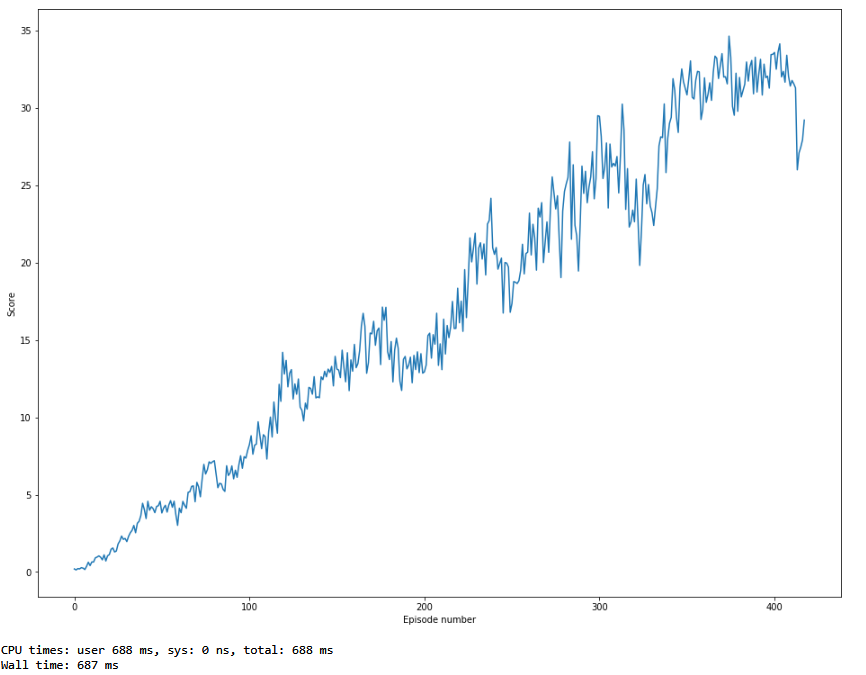 35
30
25
20
15
10
5
0
Score
0 100 200 300 400
Episode number
CPU times: user 688 ms, sys: 0 ns, total: 688 ms
Wall time: 687 ms